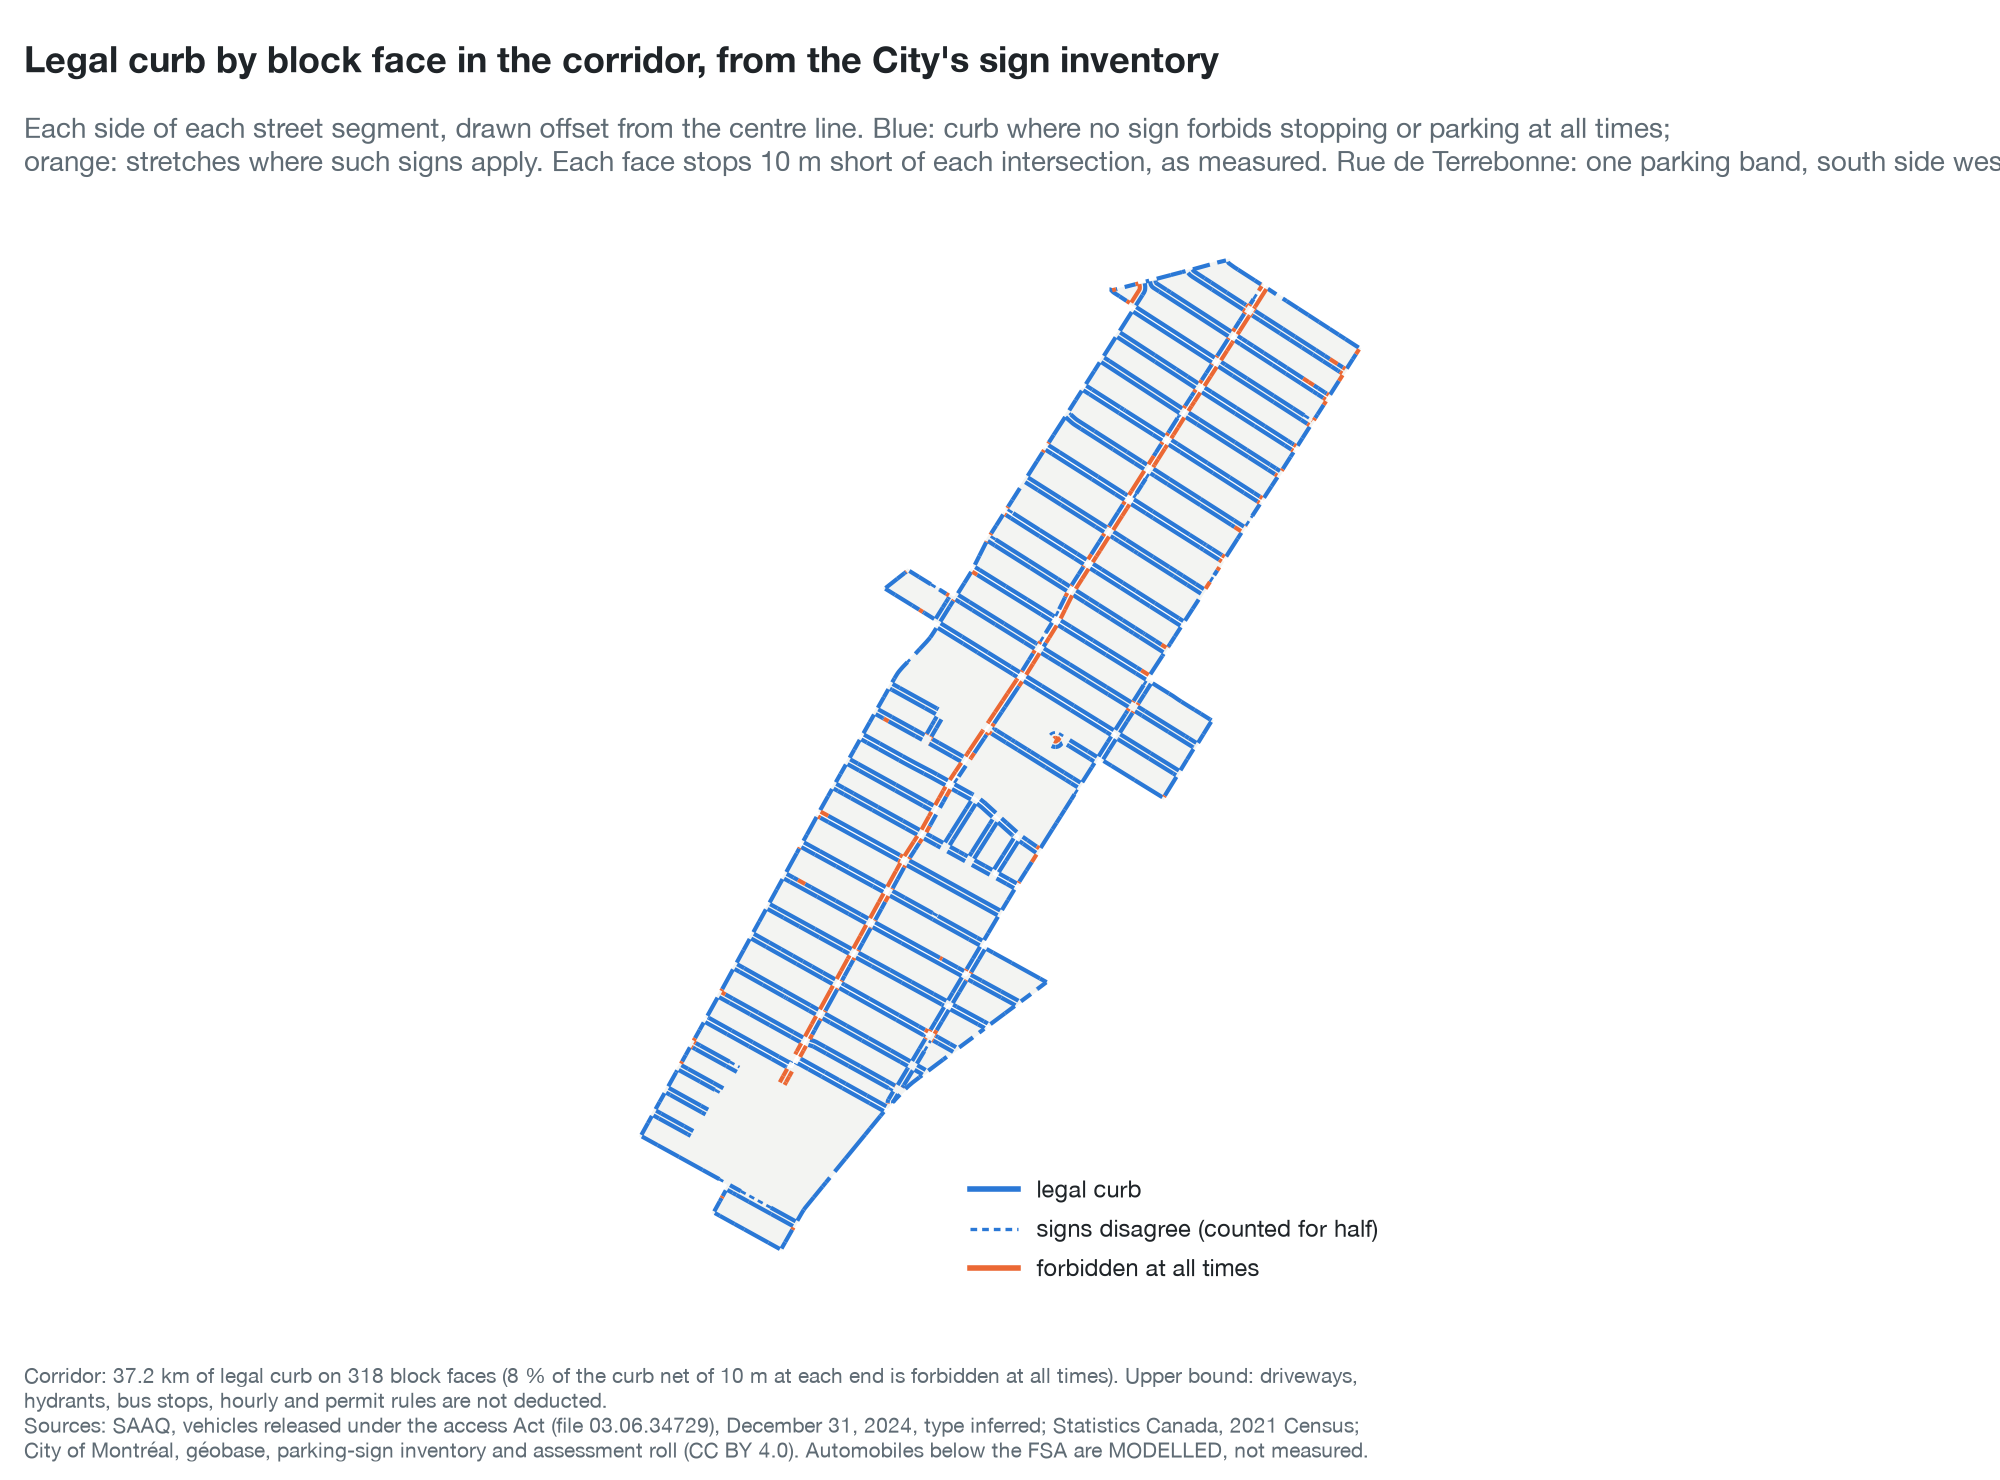 Legal curb by block face in the corridor, from the City's sign inventory
Each side of each street segment, drawn offset from the centre line. Blue: curb where no sign forbids stopping or parking at all times;
orange: stretches where such signs apply. Each face stops 10 m short of each intersection, as measured. Rue de Terrebonne: one parking band, south side wes
legal curb
signs disagree (counted for half)
forbidden at all times
Corridor: 37.2 km of legal curb on 318 block faces (8 % of the curb net of 10 m at each end is forbidden at all times). Upper bound: driveways,
hydrants, bus stops, hourly and permit rules are not deducted.
Sources: SAAQ, vehicles released under the access Act (file 03.06.34729), December 31, 2024, type inferred; Statistics Canada, 2021 Census;
City of Montréal, géobase, parking-sign inventory and assessment roll (CC BY 4.0). Automobiles below the FSA are MODELLED, not measured.